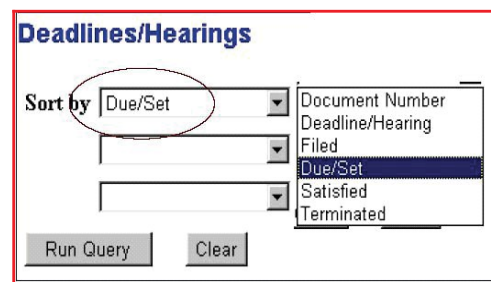 Deadlines/Hearings
Sort by Due/Set
Document Number
Deadline/Hearing
Filed
Due/Set
Satisfied
Terminated
Run Query Clear